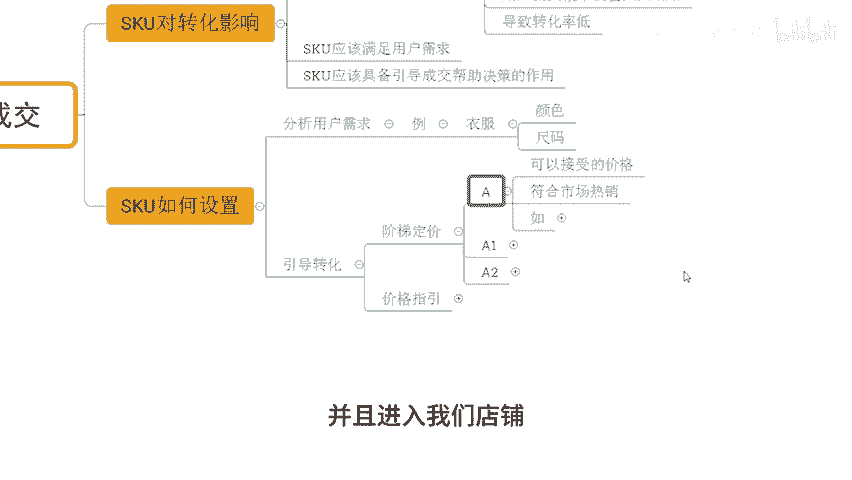 SKU对转化影响
导致转化率低
SKU应该满足用户需求
SKU应该具备引导成交帮助决策的作用
成交
分析用户需求
例
衣服
颜色
尺码
SKU如何设置
引导转化
阶梯定价
A
可以接受的价格
符合市场热销
如
A1
A2
价格指引
并且进入我们店铺